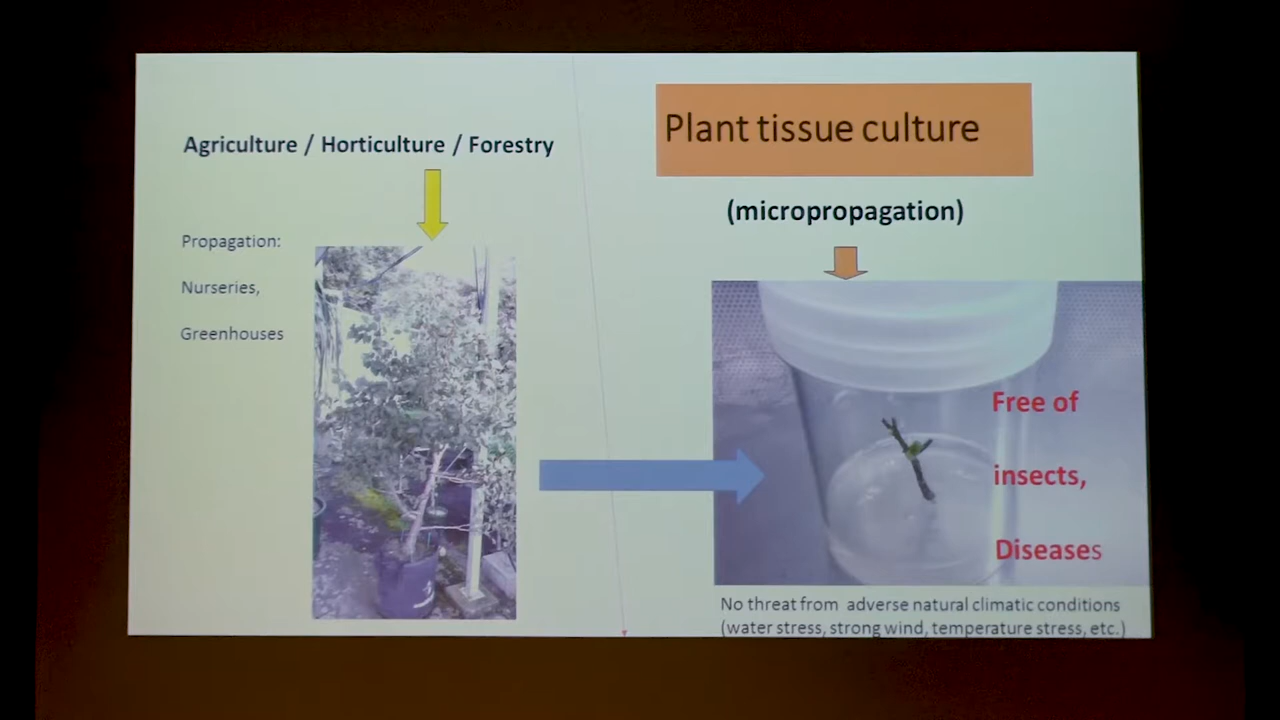 Agriculture / Horticulture / Forestry
Propagation:
Nurseries,
Greenhouses
Plant tissue culture
(micropropagation)
Free of
insects,
Diseases
No threat from adverse natural climatic conditions
(water stress, strong wind, temperature stress, etc.)